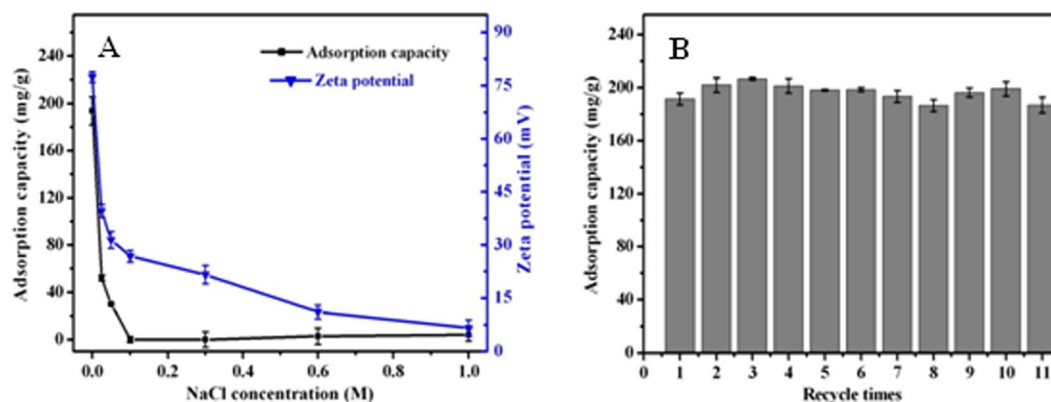 A
Adsorption capacity
Zeta potential
Adsorption capacity (mg/g)
240
200
160
120
80
40
0
Zeta potential (mV)
90
75
60
45
30
15
0
0.0 0.2 0.4 0.6 0.8 1.0
NaCl concentration (M)
B
Adsorption capacity (mg/g)
240
200
160
120
80
40
0
0 1 2 3 4 5 6 7 8 9 10 11
Recycle times